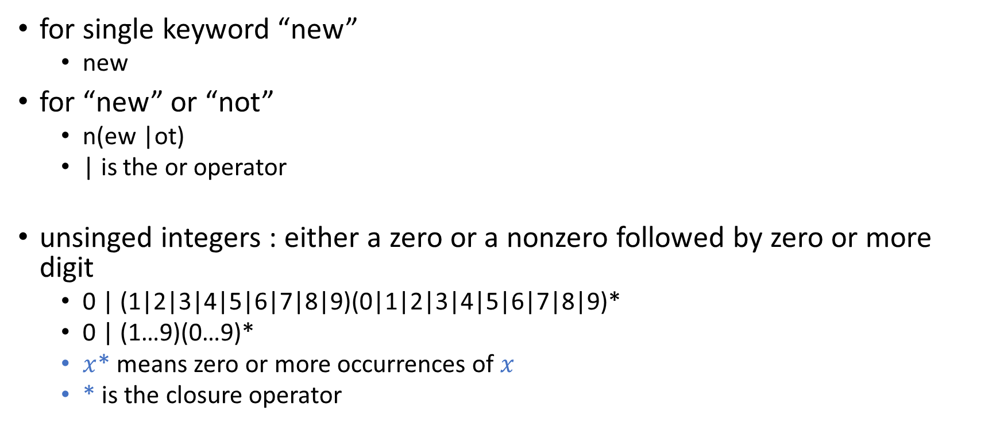 • for single keyword “new”
• new
• for “new” or “not”
• n(ew |ot)
• | is the or operator
• unsinged integers : either a zero or a nonzero followed by zero or more
digit
• 0 | (1|2|3|4|5|6|7|8|9)(0|1|2|3|4|5|6|7|8|9)*
• 0 | (1…9)(0…9)*
• x* means zero or more occurrences of x
• * is the closure operator